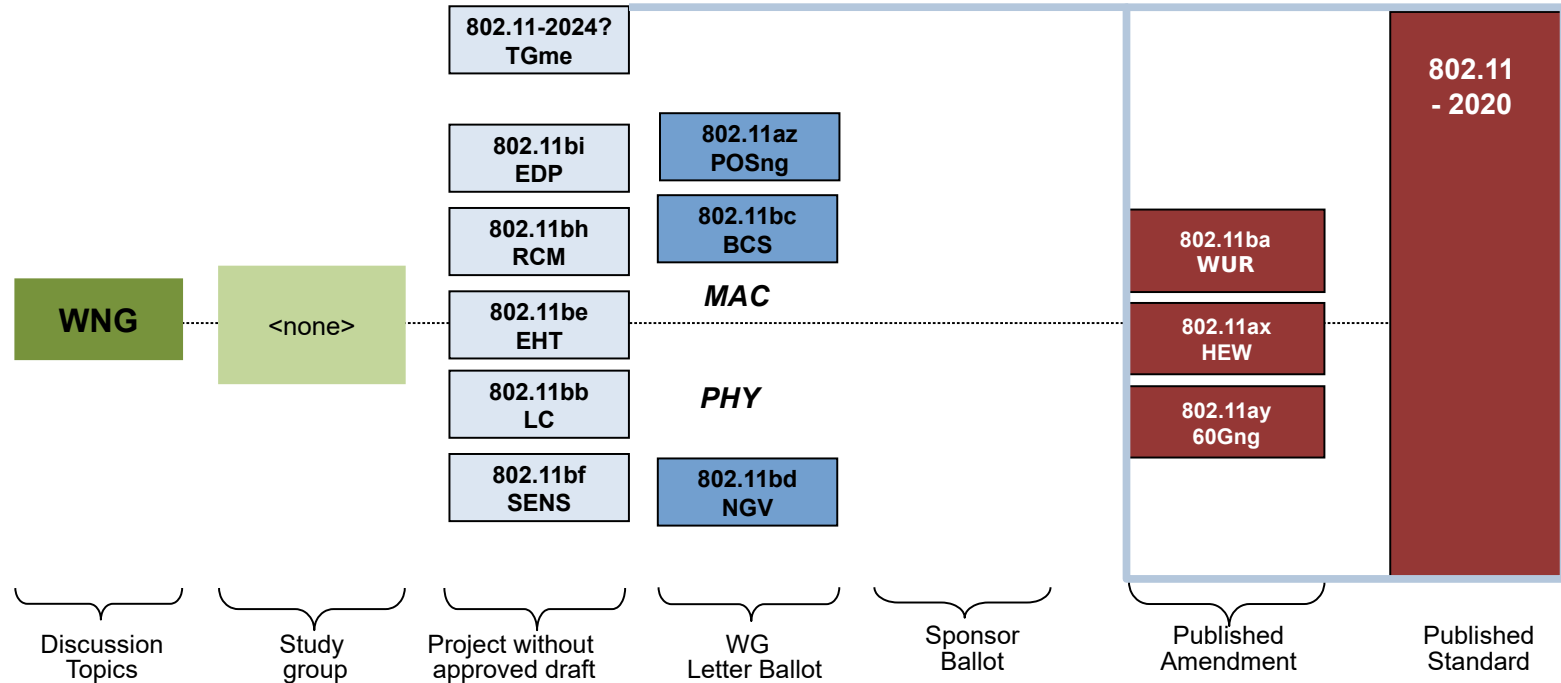 802.11-2024?
TGme
802.11
- 2020
802.11bi
EDP
802.11az
POSng
802.11bh
RCM
802.11bc
BCS
802.11ba
WUR
WNG
<none>
802.11be
EHT
MAC
802.11ax
HEW
802.11bb
LC
PHY
802.11ay
60Gng
802.11bf
SENS
802.11bd
NGV
Discussion
Topics
Study
group
Project without
approved draft
WG
Letter Ballot
Sponsor
Ballot
Published
Amendment
Published
Standard